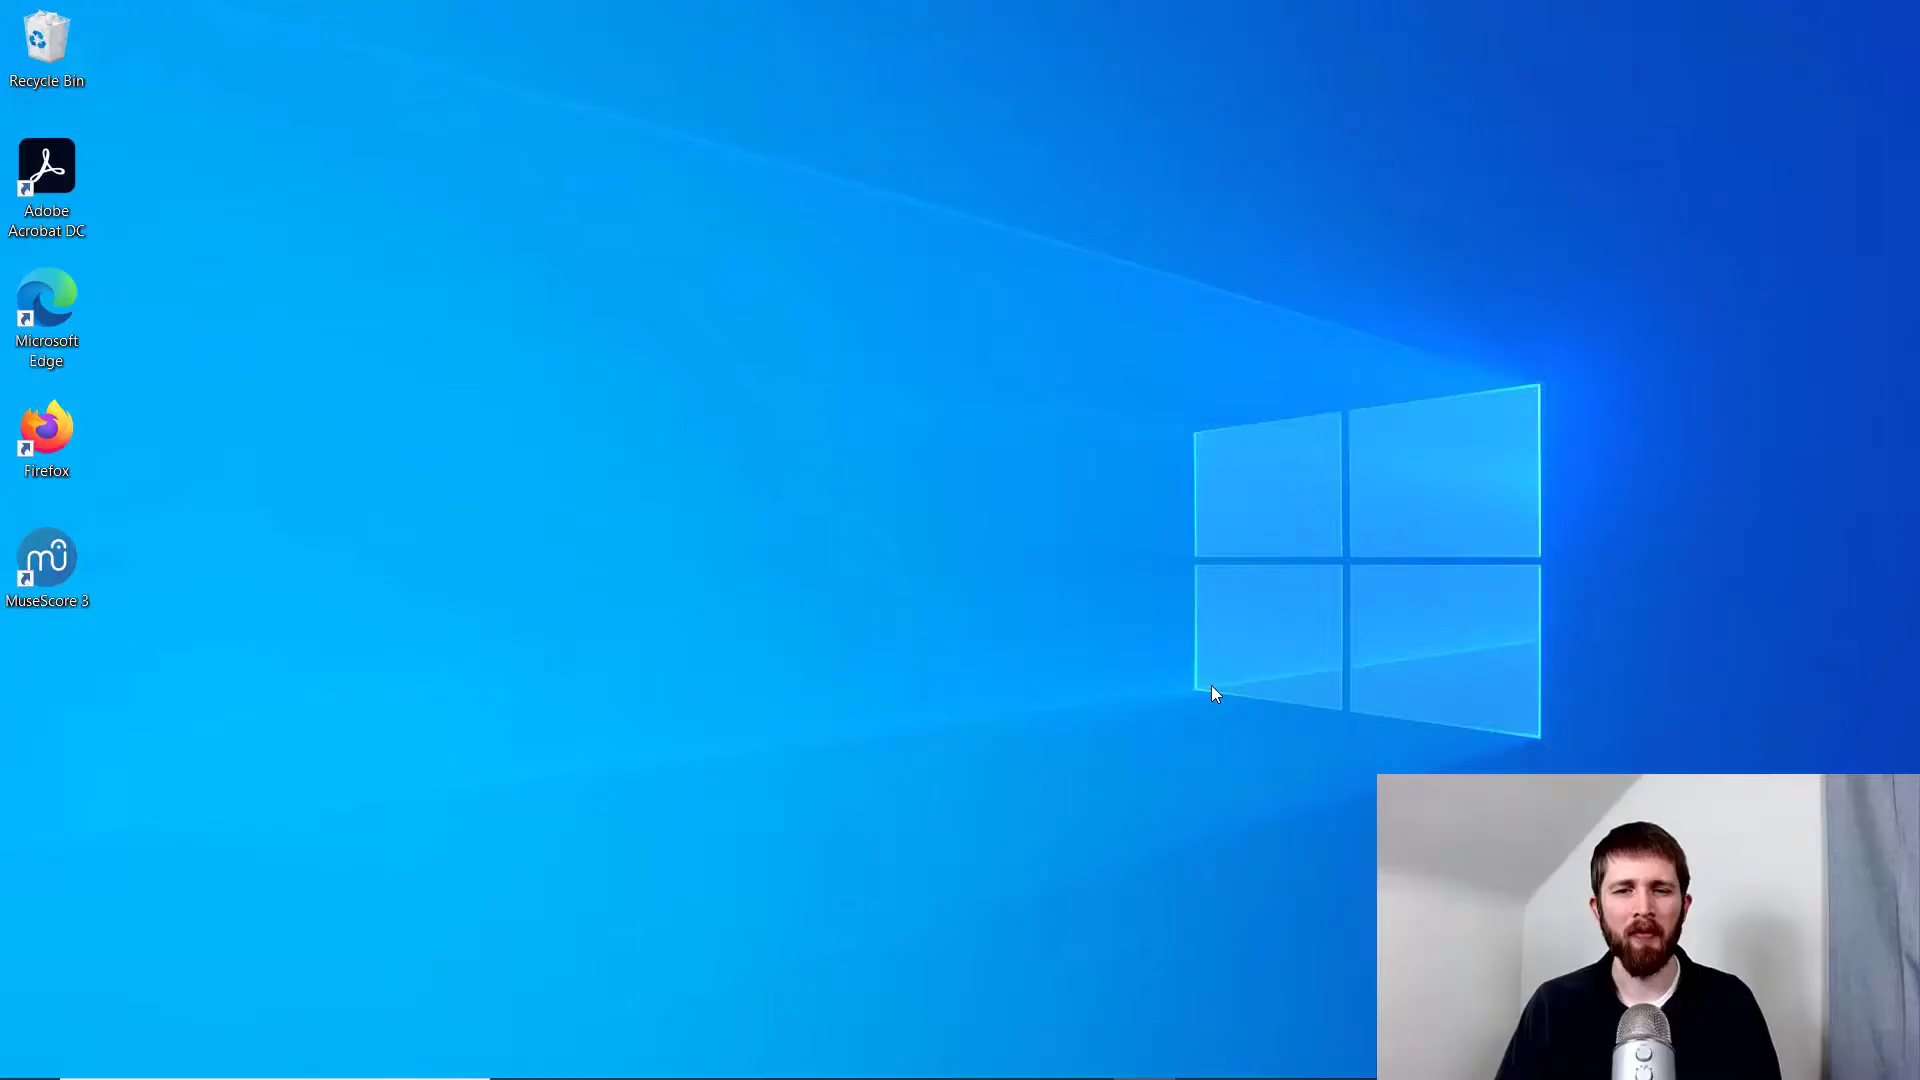 Recycle Bin
Adobe
Acrobat DC
Microsoft
Edge
Firefox
MuseScore 3